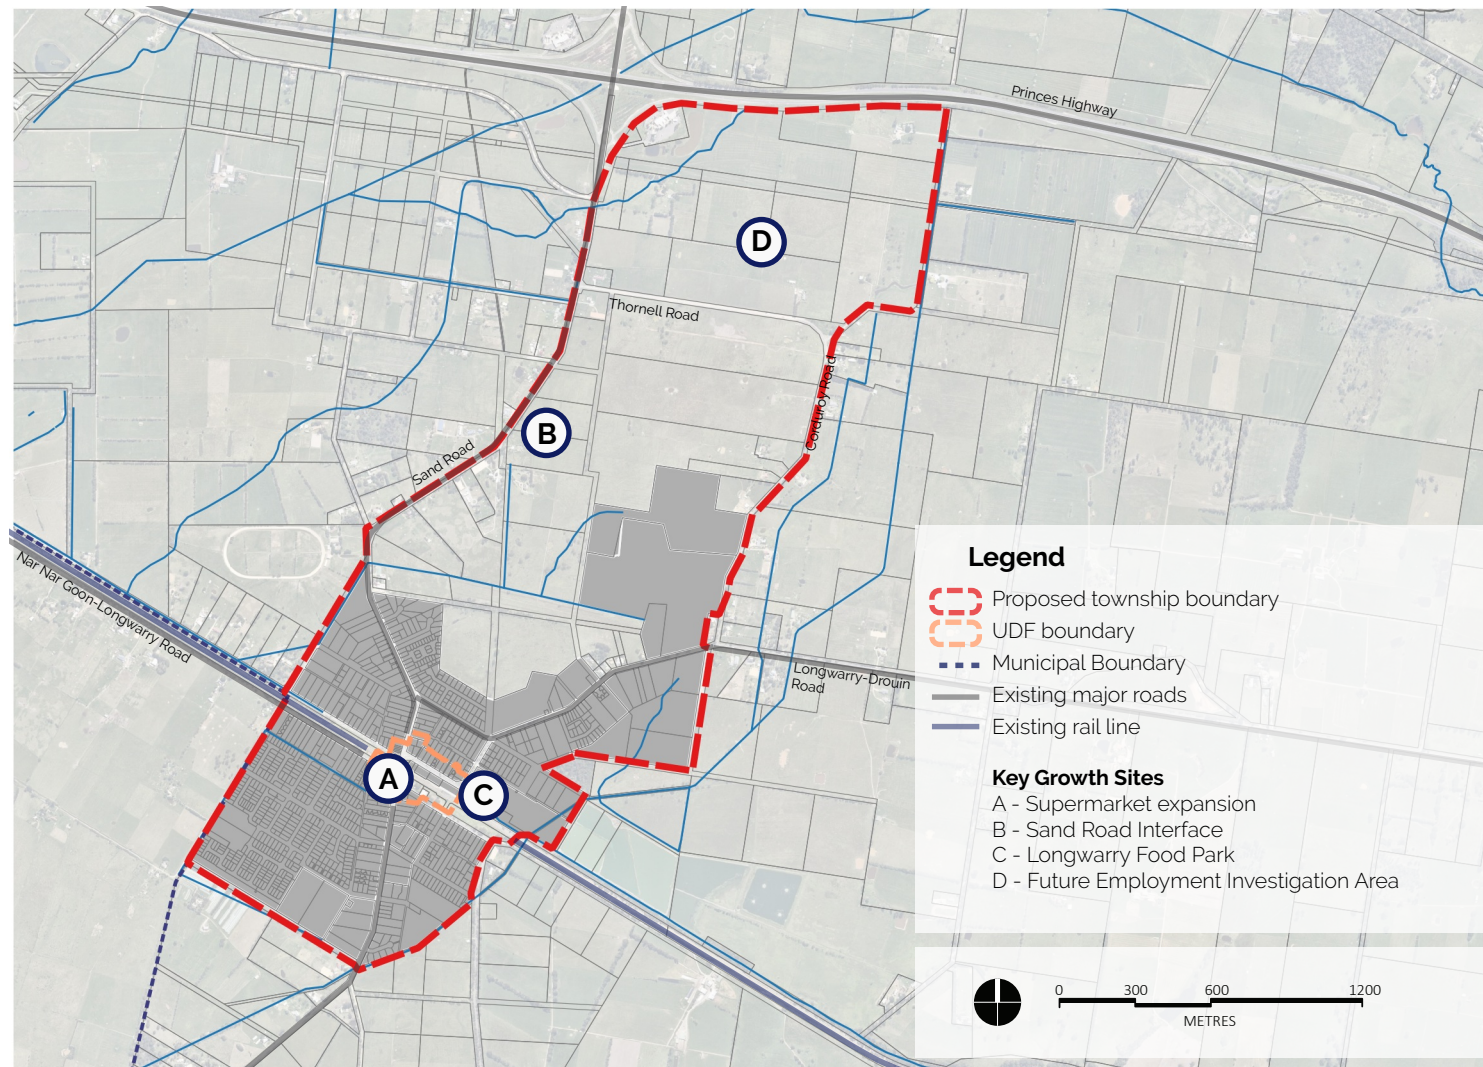 Princes Highway
D
Thornell Road
Corduroy Road
B
Sand Road
Nar Nar Goon-Longwarry Road
Longwarry-Drouin
Road
A
C
Legend
Proposed township boundary
UDF boundary
Municipal Boundary
Existing major roads
Existing rail line
Key Growth Sites
A - Supermarket expansion
B - Sand Road Interface
C - Longwarry Food Park
D - Future Employment Investigation Area
0 300 600 1200
METRES